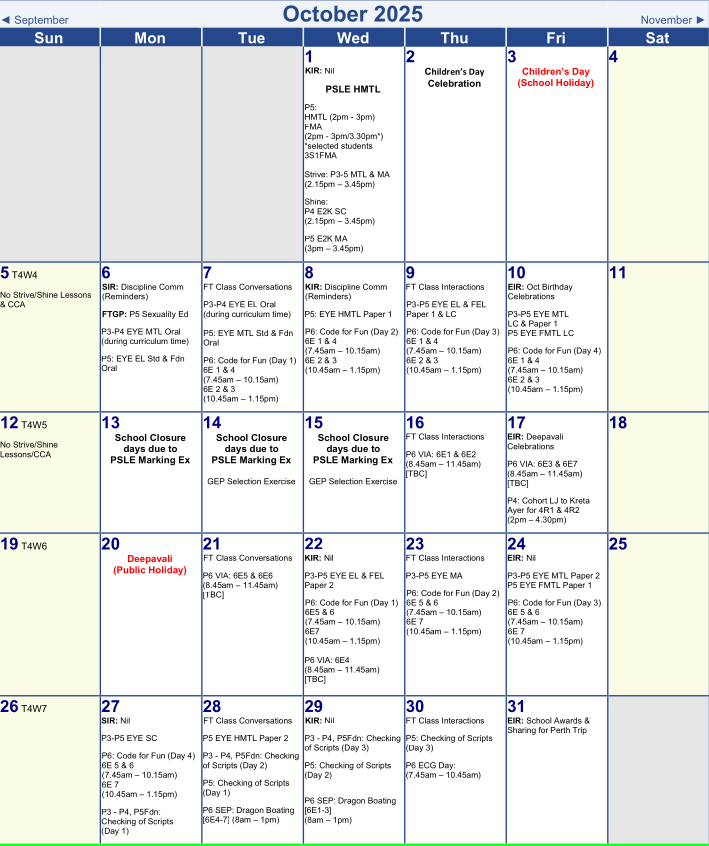 ◄ September
October 2025
November ►
Sun Mon Tue Wed Thu Fri Sat
1
KIR: Nil
PSLE HMTL
P5:
HMTL (2pm - 3pm)
FMA
(2pm - 3pm/3.30pm*)
*selected students
3S1FMA
Strive: P3-5 MTL & MA
(2.15pm – 3.45pm)
Shine:
P4 E2K SC
(2.15pm – 3.45pm)
P5 E2K MA
(3pm – 3.45pm)
2
Children's Day
Celebration
3
Children's Day
(School Holiday)
4
5 T4W4
No Strive/Shine Lessons
& CCA
6
SIR: Discipline Comm
(Reminders)
FTGP: P5 Sexuality Ed
P3-P4 EYE MTL Oral
(during curriculum time)
P5: EYE EL Std & Fdn
Oral
7
FT Class Conversations
P3-P4 EYE EL Oral
(during curriculum time)
P5: EYE MTL Std & Fdn
Oral
P6: Code for Fun (Day 1)
6E 1 & 4
(7.45am – 10.15am)
6E 2 & 3
(10.45am – 1.15pm)
8
KIR: Discipline Comm
(Reminders)
P5: EYE HMTL Paper 1
P6: Code for Fun (Day 2)
6E 1 & 4
(7.45am – 10.15am)
6E 2 & 3
(10.45am – 1.15pm)
9
FT Class Interactions
P3-P5 EYE EL & FEL
Paper 1 & LC
P6: Code for Fun (Day 3)
6E 1 & 4
(7.45am – 10.15am)
6E 2 & 3
(10.45am – 1.15pm)
10
EIR: Oct Birthday
Celebrations
P3-P5 EYE MTL
LC & Paper 1
P5 EYE FMTL LC
P6: Code for Fun (Day 4)
6E 1 & 4
(7.45am – 10.15am)
6E 2 & 3
(10.45am – 1.15pm)
11
12 T4W5
No Strive/Shine
Lessons/CCA
13
School Closure
days due to
PSLE Marking Ex
14
School Closure
days due to
PSLE Marking Ex
GEP Selection Exercise
15
School Closure
days due to
PSLE Marking Ex
GEP Selection Exercise
16
FT Class Interactions
P6 VIA: 6E1 & 6E2
(8.45am – 11.45am)
[TBC]
17
EIR: Deepavali
Celebrations
P6 VIA: 6E3 & 6E7
(8.45am – 11.45am)
[TBC]
P4: Cohort LJ to Kreta
Ayer for 4R1 & 4R2
(2pm – 4.30pm)
18
19 T4W6
20
Deepavali
(Public Holiday)
21
FT Class Conversations
P6 VIA: 6E5 & 6E6
(8.45am – 11.45am)
[TBC]
22
KIR: Nil
P3-P5 EYE EL & FEL
Paper 2
P6: Code for Fun (Day 1)
6E5 & 6
(7.45am – 10.15am)
6E7
(10.45am – 1.15pm)
P6 VIA: 6E4
(8.45am – 11.45am)
[TBC]
23
FT Class Interactions
P3-P5 EYE MA
P6: Code for Fun (Day 2)
6E 5 & 6
(7.45am – 10.15am)
6E 7
(10.45am – 1.15pm)
24
EIR: Nil
P3-P5 EYE MTL Paper 2
P5 EYE FMTL Paper 1
P6: Code for Fun (Day 3)
6E 5 & 6
(7.45am – 10.15am)
6E 7
(10.45am – 1.15pm)
25
26 T4W7
27
SIR: Nil
P3-P5 EYE SC
P6: Code for Fun (Day 4)
6E 5 & 6
(7.45am – 10.15am)
6E 7
(10.45am – 1.15pm)
P3 - P4, P5Fdn:
Checking of Scripts
(Day 1)
28
FT Class Conversations
P5 EYE HMTL Paper 2
P3 - P4, P5Fdn: Checking
of Scripts (Day 2)
P5: Checking of Scripts
(Day 1)
P6 SEP: Dragon Boating
[6E4-7] (8am – 1pm)
29
KIR: Nil
P3 - P4, P5Fdn: Checking
of Scripts (Day 3)
P5: Checking of Scripts
(Day 2)
P6 SEP: Dragon Boating
[6E1-3]
(8am – 1pm)
30
FT Class Interactions
P5: Checking of Scripts
(Day 3)
P6 ECG Day:
(7.45am – 10.45am)
31
EIR: School Awards &
Sharing for Perth Trip